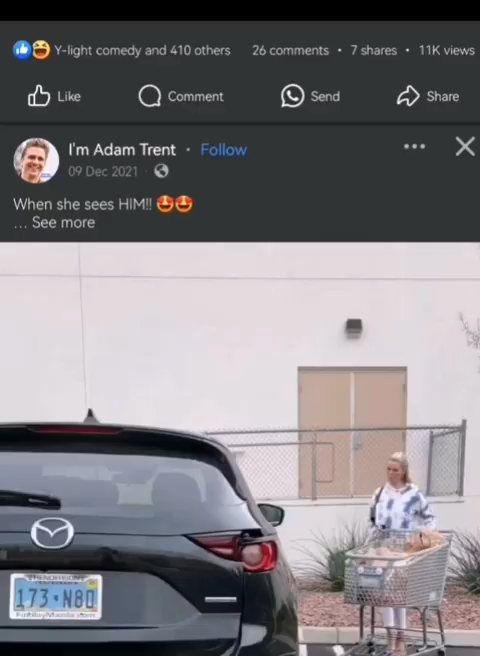 Y-light comedy and 410 others 26 comments • 7 shares • 11K views
Like Comment Send Share
I'm Adam Trent • Follow
09 Dec 2021
When she sees HIM!! 😍😍
... See more
173•N80